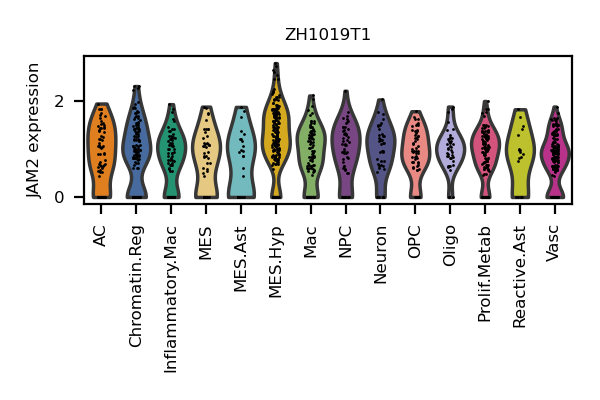 ZH1019T1
JAM2 expression
2
0
AC
Chromatin.Reg
Inflammatory.Mac
MES
MES.Ast
MES.Hyp
Mac
NPC
Neuron
OPC
Oligo
Prolif.Metab
Reactive.Ast
Vasc